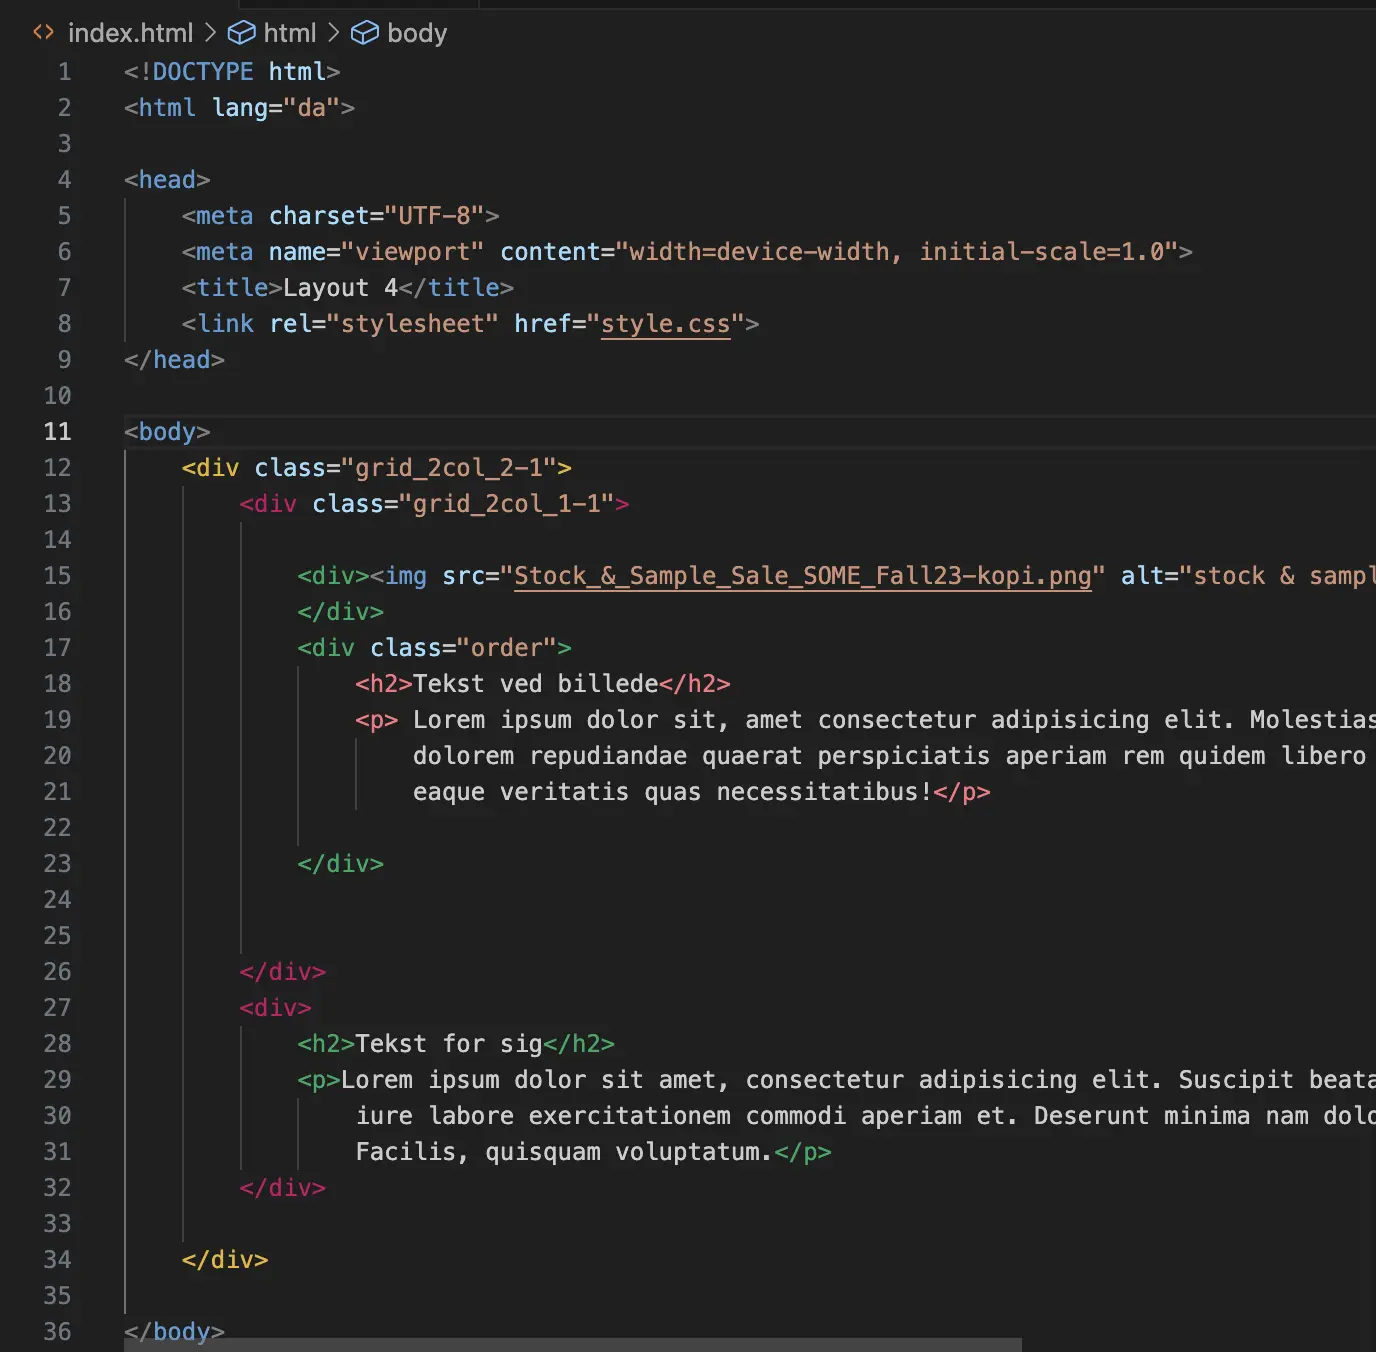 index.html > html > body
1 <!DOCTYPE html>
2 <html lang="da">
3
4 <head>
5 <meta charset="UTF-8">
6 <meta name="viewport" content="width=device-width, initial-scale=1.0">
7 <title>Layout 4</title>
8 <link rel="stylesheet" href="style.css">
9 </head>
10
11 <body>
12 <div class="grid_2col_2-1">
13 <div class="grid_2col_1-1">
14
15 <div><img src="Stock_&_Sample_Sale_SOME_Fall23-kopi.png" alt="stock & sampl
16 </div>
17 <div class="order">
18 <h2>Tekst ved billede</h2>
19 <p> Lorem ipsum dolor sit, amet consectetur adipisicing elit. Molestias
20 dolorem repudiandae quaerat perspiciatis aperiam rem quidem libero
21 eaque veritatis quas necessitatibus!</p>
22
23 </div>
24
25
26 </div>
27 <div>
28 <h2>Tekst for sig</h2>
29 <p>Lorem ipsum dolor sit amet, consectetur adipisicing elit. Suscipit beata
30 iure labore exercitationem commodi aperiam et. Deserunt minima nam dolo
31 Facilis, quisquam voluptatum.</p>
32 </div>
33
34 </div>
35
36 </body>